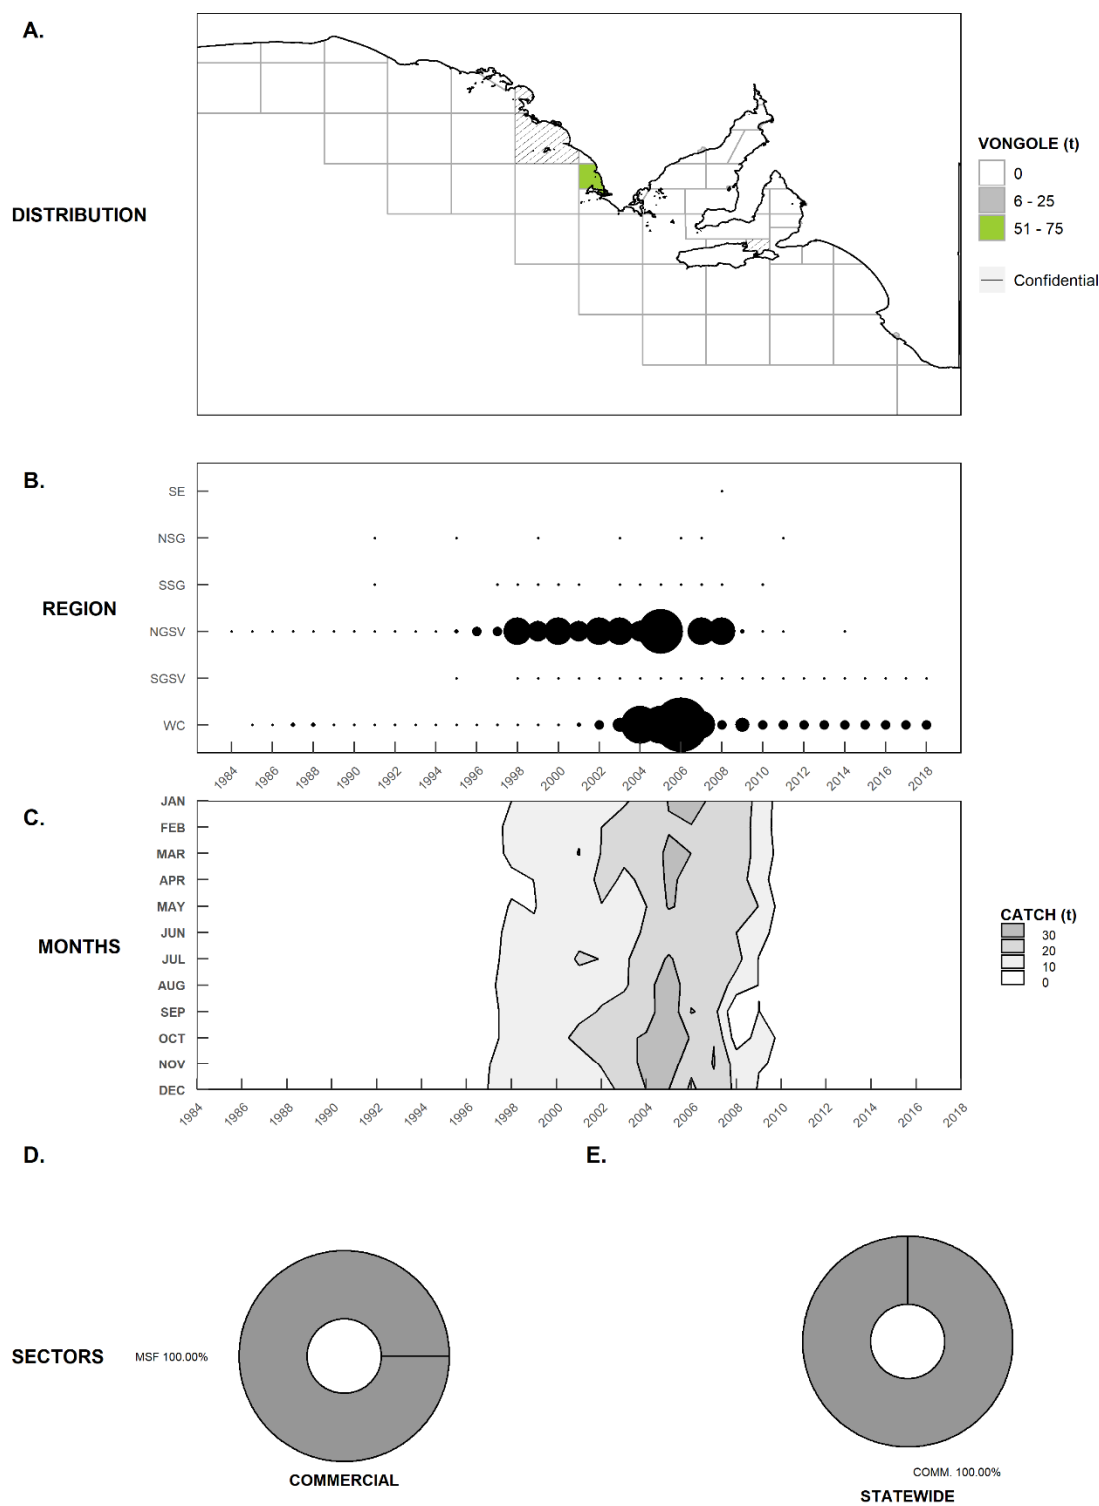 A.
DISTRIBUTION
VONGOLE (t)
0
6 - 25
51 - 75
Confidential
B.
REGION
SE
NSG
SSG
NGSV
SGSV
WC
1984 1986 1988 1990 1992 1994 1996 1998 2000 2002 2004 2006 2008 2010 2012 2014 2016 2018
C.
MONTHS
JAN
FEB
MAR
APR
MAY
JUN
JUL
AUG
SEP
OCT
NOV
DEC
1984 1986 1988 1990 1992 1994 1996 1998 2000 2002 2004 2006 2008 2010 2012 2014 2016 2018
CATCH (t)
30
20
10
0
D.
E.
SECTORS
MSF 100.00%
COMMERCIAL
COMM. 100.00%
STATEWIDE